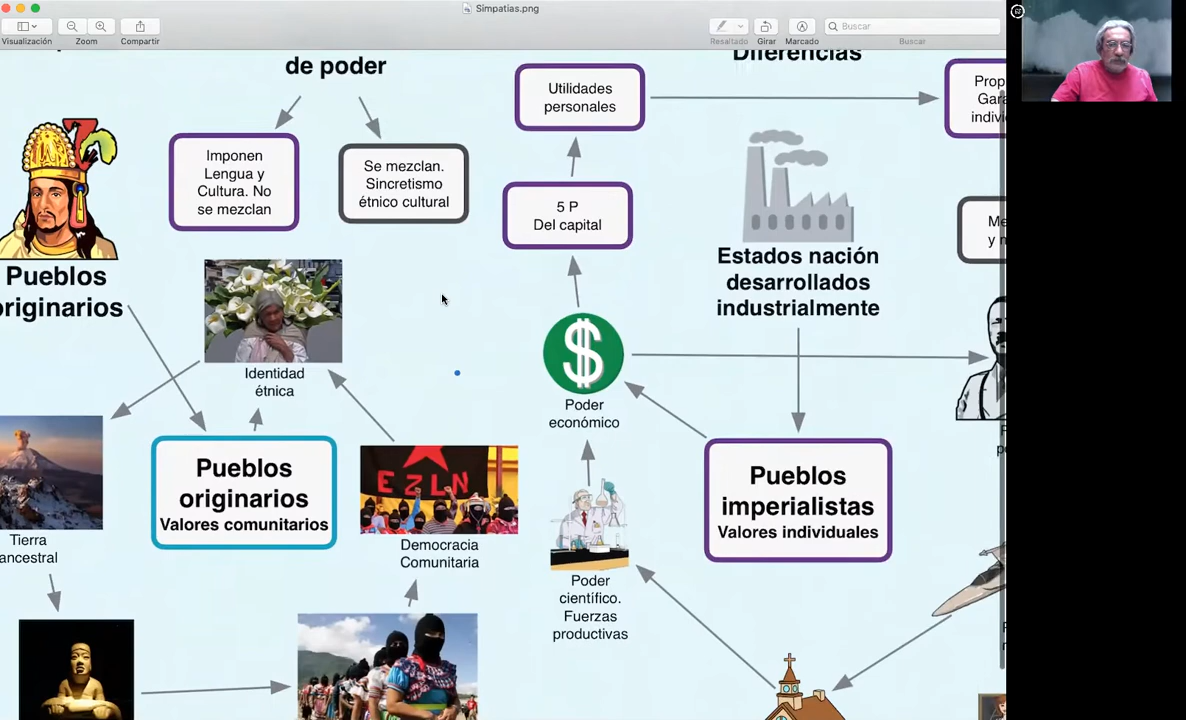 Simpatias.png
Visualización
Zoom
Compartir
Resaltado
Girar
Marcado
Buscar
Buscar
de poder
Diferencias
Utilidades
personales
Imponen
Lengua y
Cultura. No
se mezclan
Se mezclan.
Sincretismo
étnico cultural
5 P
Del capital
Pueblos
originarios
Estados nación
desarrollados
industrialmente
Identidad
étnica
Poder
económico
Pueblos
originarios
Valores comunitarios
EZLN
Pueblos
imperialistas
Valores individuales
Tierra
ancestral
Democracia
Comunitaria
Poder
científico.
Fuerzas
productivas